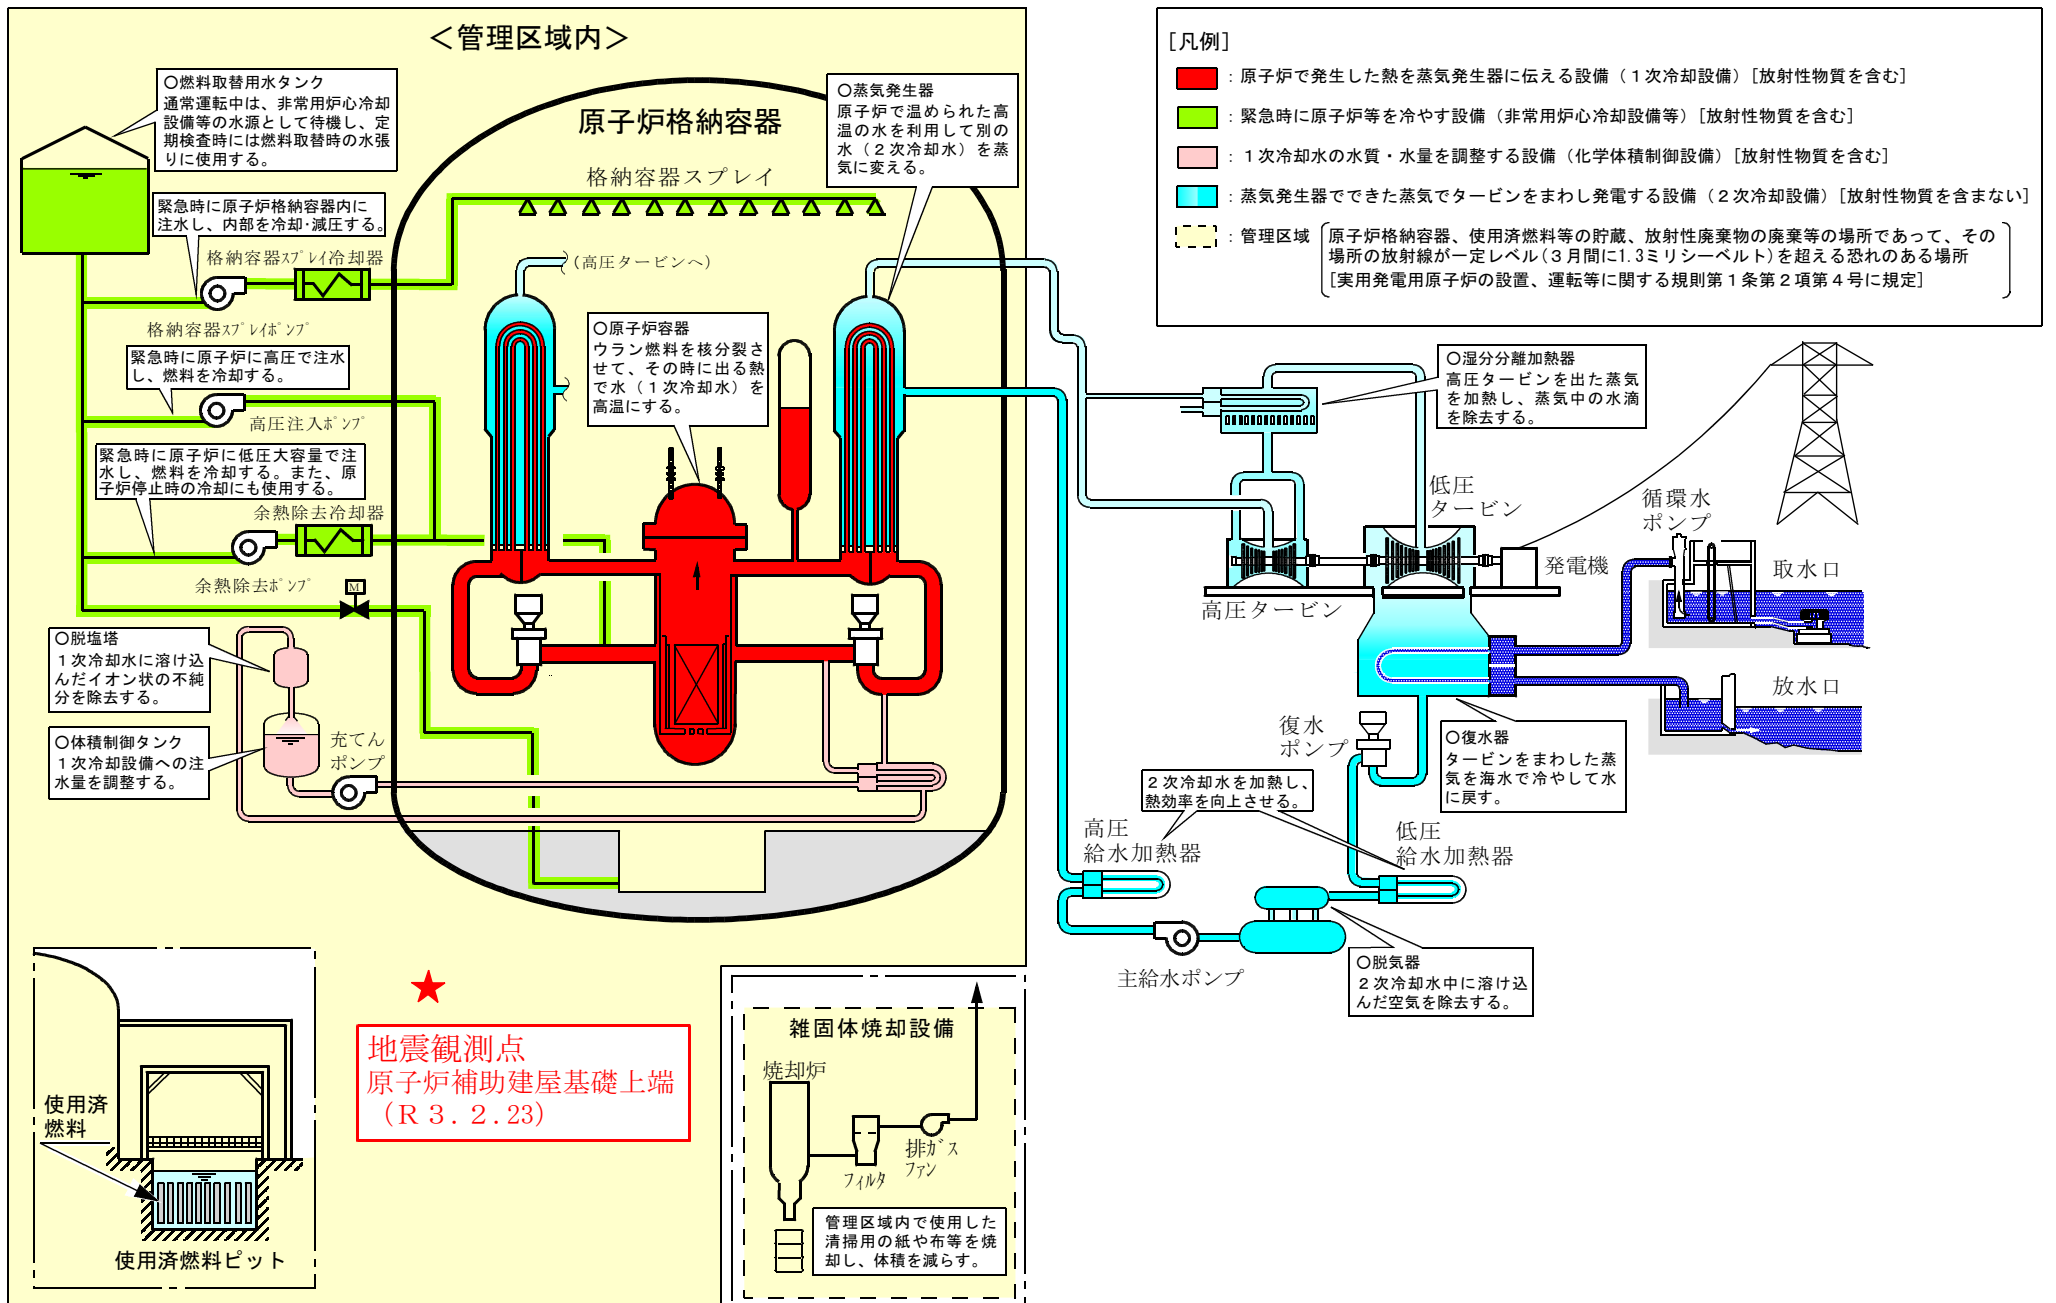 ＜管理区域内＞
○燃料取替用水タンク
通常運転中は、非常用炉心冷却
設備等の水源として待機し、定
期検査時には燃料取替時の水張
りに使用する。
緊急時に原子炉格納容器内に
注水し、内部を冷却･減圧する。
格納容器ｽﾌﾟﾚｲ冷却器
格納容器ｽﾌﾟﾚｲﾎﾟﾝﾌﾟ
緊急時に原子炉に高圧で注水
し、燃料を冷却する。
高圧注入ﾎﾟﾝﾌﾟ
緊急時に原子炉に低圧大容量で注
水し、燃料を冷却する。また、原
子炉停止時の冷却にも使用する。
余熱除去冷却器
余熱除去ﾎﾟﾝﾌﾟ
M
○脱塩塔
１次冷却水に溶け込
んだイオン状の不純
分を除去する。
○体積制御タンク
１次冷却設備への注
水量を調整する。
充てん
ポンプ
原子炉格納容器
格納容器スプレイ
（高圧タービンへ）
○蒸気発生器
原子炉で温められた高
温の水を利用して別の
水（２次冷却水）を蒸
気に変える。
○原子炉容器
ウラン燃料を核分裂さ
せて、その時に出る熱
で水（１次冷却水）を
高温にする。
[凡例]
：原子炉で発生した熱を蒸気発生器に伝える設備（１次冷却設備）[放射性物質を含む]
：緊急時に原子炉等を冷やす設備（非常用炉心冷却設備等）[放射性物質を含む]
：１次冷却水の水質・水量を調整する設備（化学体積制御設備）[放射性物質を含む]
：蒸気発生器でできた蒸気でタービンをまわし発電する設備（２次冷却設備）[放射性物質を含まない]
：管理区域
原子炉格納容器、使用済燃料等の貯蔵、放射性廃棄物の廃棄等の場所であって、その
場所の放射線が一定レベル(３月間に1.3ミリシーベルト)を超える恐れのある場所
[実用発電用原子炉の設置、運転等に関する規則第１条第２項第４号に規定]
○湿分分離加熱器
高圧タービンを出た蒸気
を加熱し、蒸気中の水滴
を除去する。
低圧
タービン
高圧タービン
発電機
循環水
ポンプ
取水口
放水口
復水
ポンプ
○復水器
タービンをまわした蒸
気を海水で冷やして水
に戻す。
２次冷却水を加熱し、
熱効率を向上させる。
高圧
給水加熱器
低圧
給水加熱器
主給水ポンプ
○脱気器
２次冷却水中に溶け込
んだ空気を除去する。
使用済
燃料
使用済燃料ピット
★
地震観測点
原子炉補助建屋基礎上端
（R３.２.23）
雑固体焼却設備
焼却炉
ﾌｨﾙﾀ
排ｶﾞｽ
ﾌｧﾝ
管理区域内で使用した
清掃用の紙や布等を焼
却し、体積を減らす。